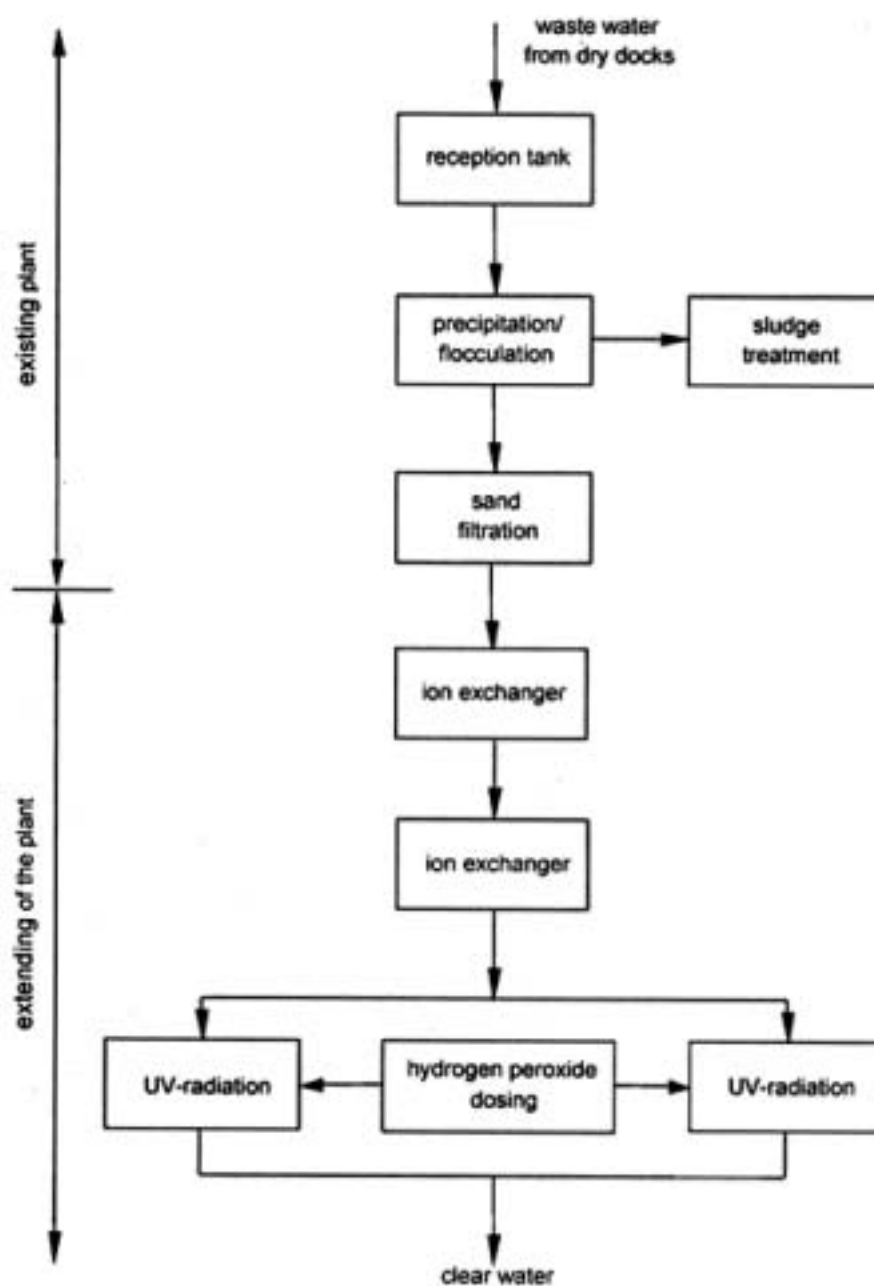 waste water
from dry docks
reception tank
existing plant
precipitation/
flocculation
sludge
treatment
sand
filtration
ion exchanger
extending of the plant
ion exchanger
UV-radiation
hydrogen peroxide
dosing
UV-radiation
clear water